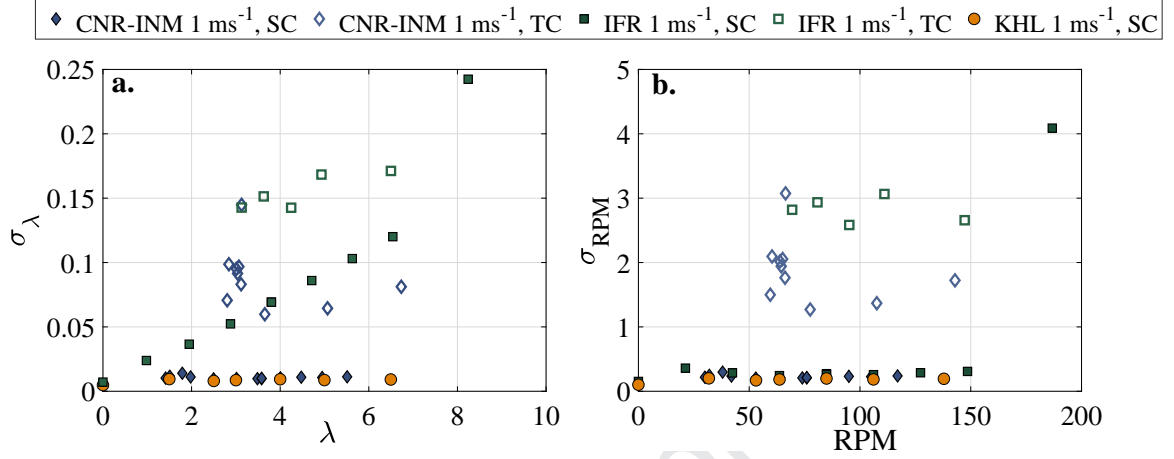 CNR-INM 1 ms⁻¹, SC CNR-INM 1 ms⁻¹, TC IFR 1 ms⁻¹, SC IFR 1 ms⁻¹, TC KHL 1 ms⁻¹, SC
a.
0.25
0.2
0.15
0.1
0.05
0
σ_λ
0 2 4 6 8 10
λ
b.
5
4
3
2
1
0
σ_RPM
0 50 100 150 200
RPM